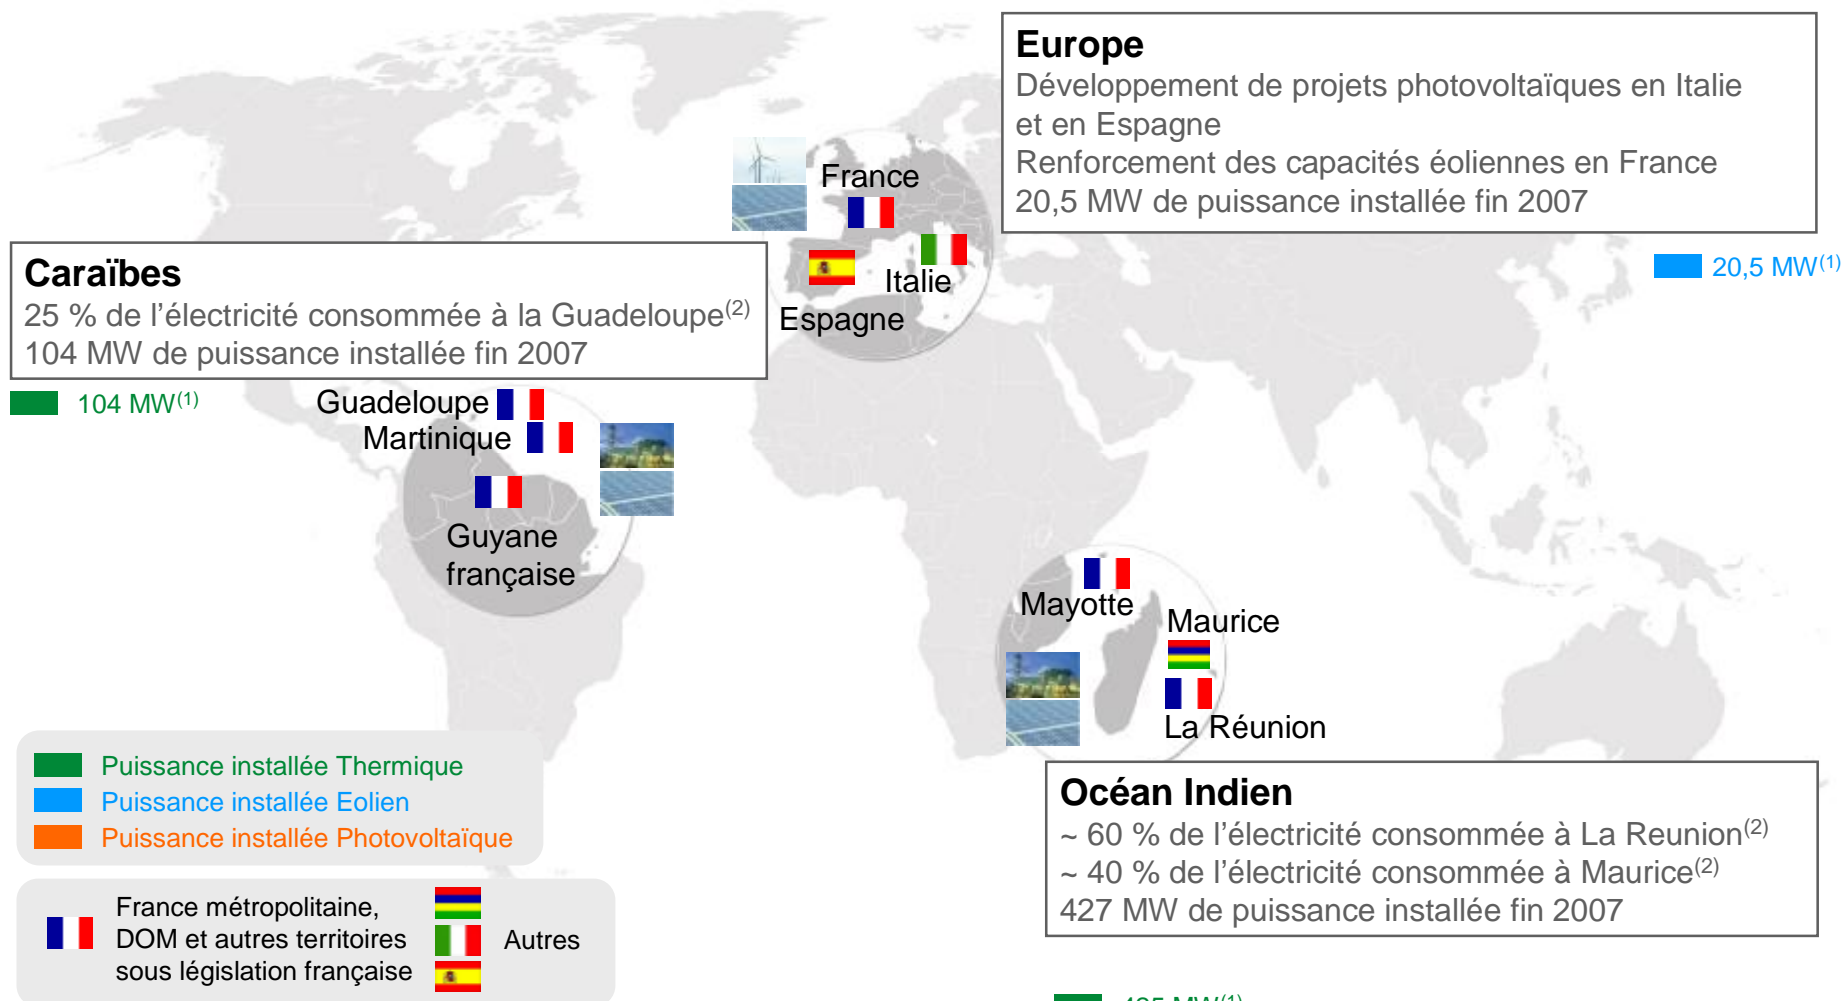 Europe
Développement de projets photovoltaïques en Italie
et en Espagne
Renforcement des capacités éoliennes en France
20,5 MW de puissance installée fin 2007
20,5 MW(1)
France
Italie
Espagne
Caraïbes
25 % de l’électricité consommée à la Guadeloupe(2)
104 MW de puissance installée fin 2007
104 MW(1)
Guadeloupe
Martinique
Guyane
française
Mayotte
Maurice
La Réunion
Puissance installée Thermique
Puissance installée Eolien
Puissance installée Photovoltaïque
France métropolitaine,
DOM et autres territoires
sous législation française
Autres
Océan Indien
~ 60 % de l’électricité consommée à La Reunion(2)
~ 40 % de l’électricité consommée à Maurice(2)
427 MW de puissance installée fin 2007
MW(1)